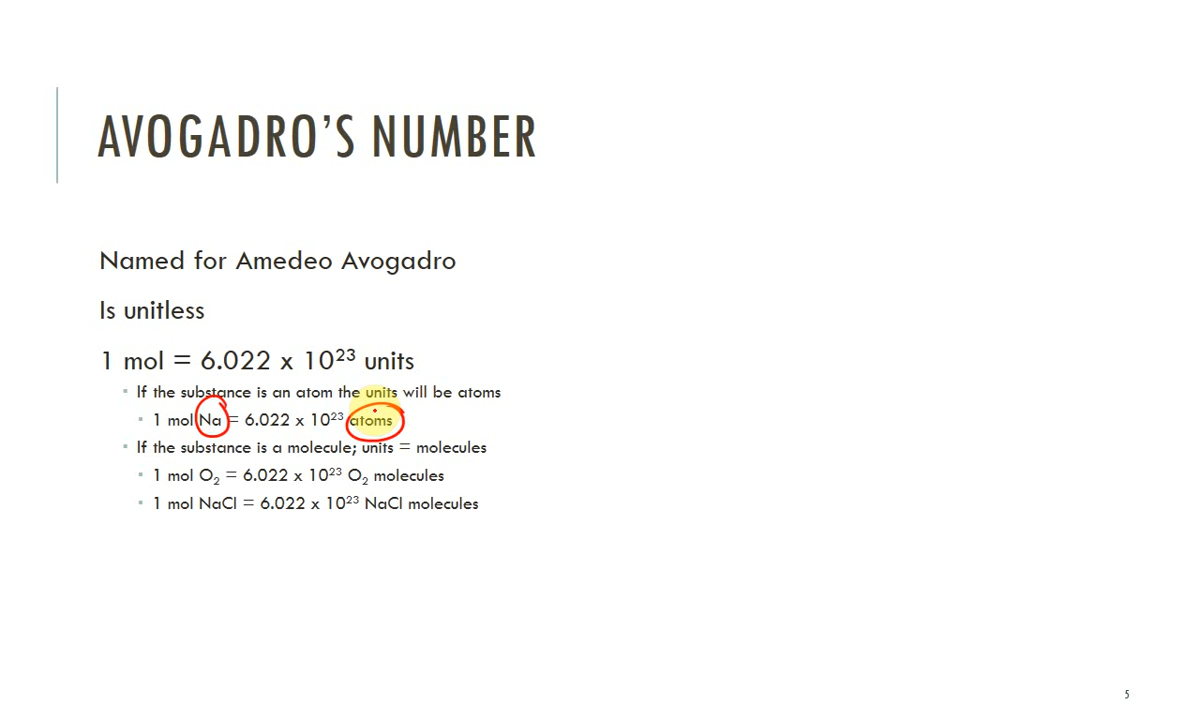 AVOGADRO'S NUMBER
Named for Amedeo Avogadro
Is unitless
1 mol = 6.022 x 10²³ units
▪ If the substance is an atom the units will be atoms
▪ 1 mol Na = 6.022 x 10²³ atoms
▪ If the substance is a molecule; units = molecules
▪ 1 mol O₂ = 6.022 x 10²³ O₂ molecules
▪ 1 mol NaCl = 6.022 x 10²³ NaCl molecules
5